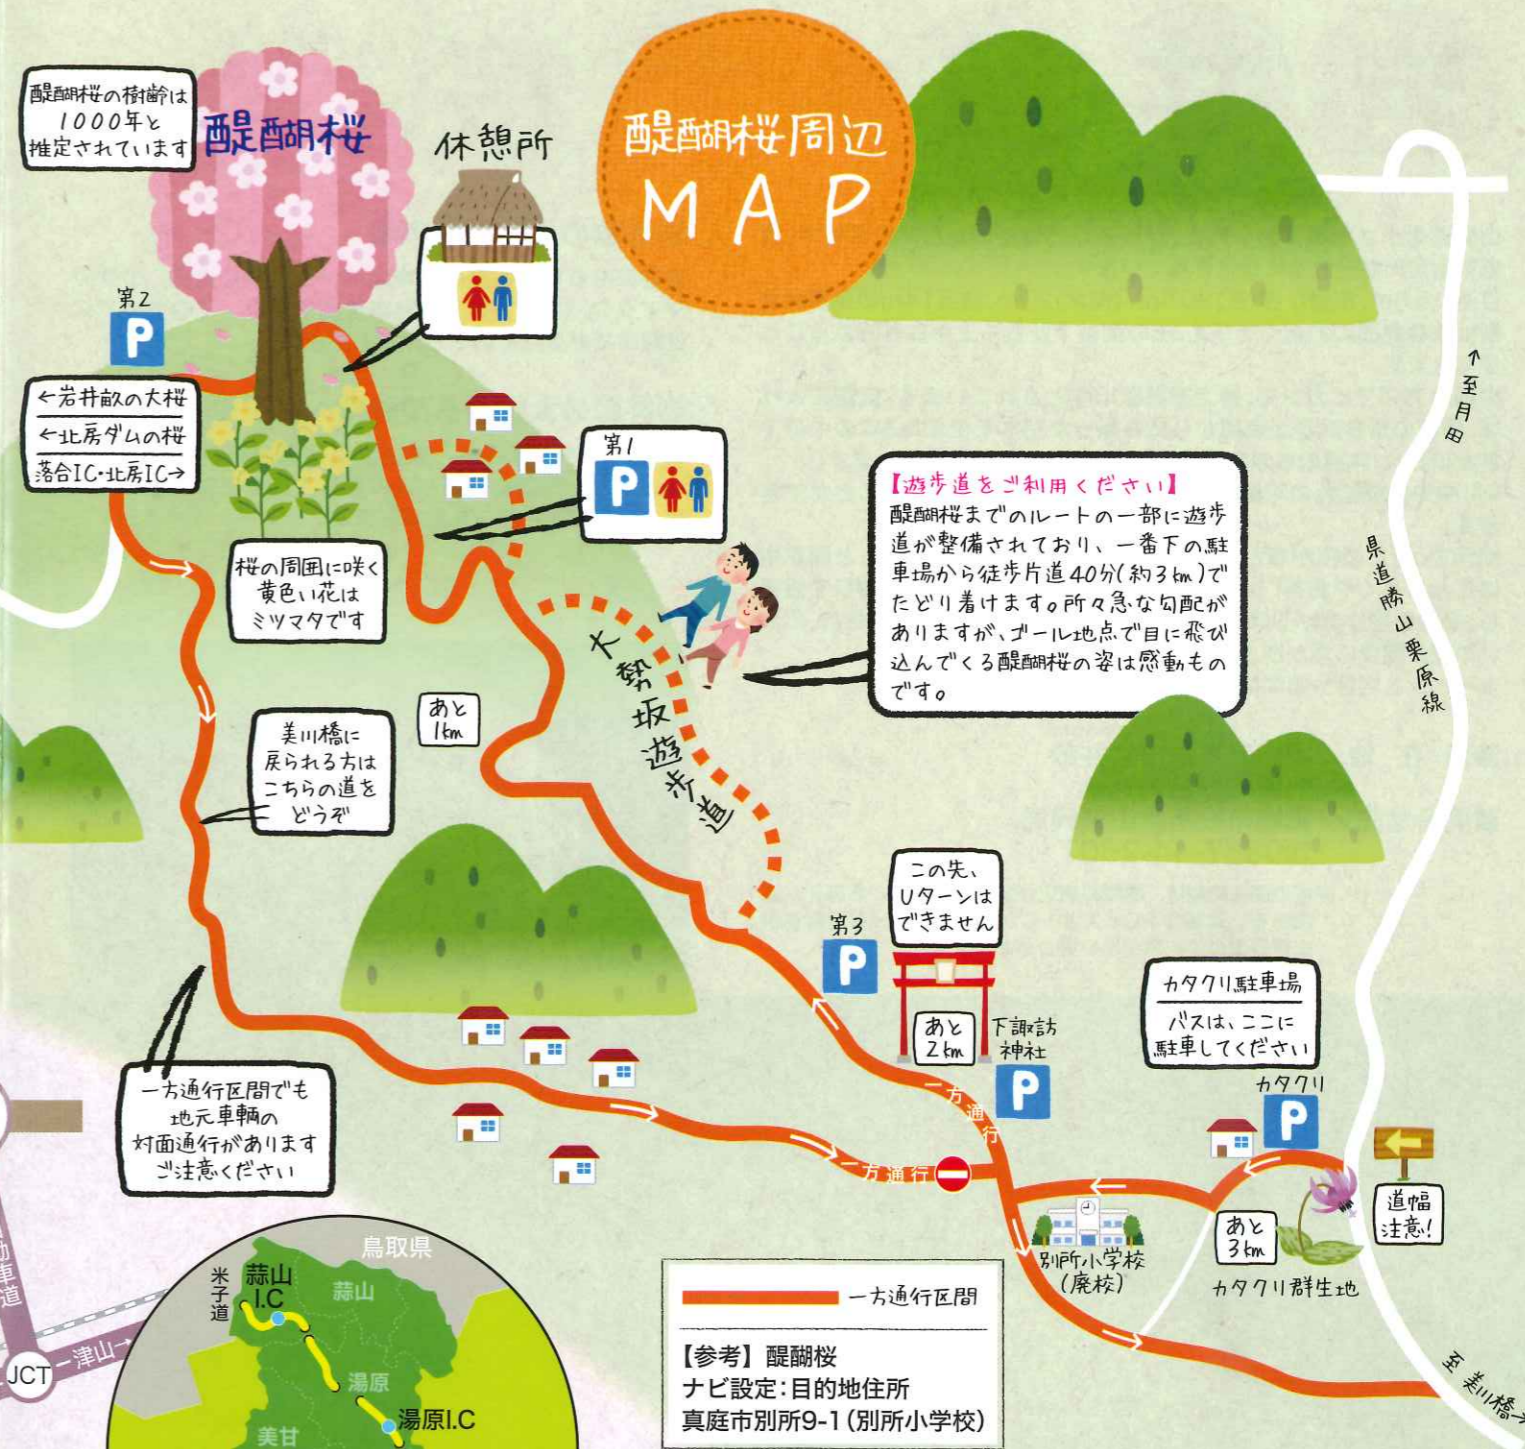 醍醐桜の樹齢は
1000年と
推定されています
醍醐桜
休憩所
醍醐桜周辺
MAP
第2
P
←岩井畝の大桜
←北房ダムの桜
落合IC・北房IC→
第1
P
桜の周囲に咲く
黄色い花は
ミツマタです
【遊歩道をご利用ください】
醍醐桜までのルートの一部に遊歩
道が整備されており、一番下の駐
車場から徒歩片道40分(約3km)で
たどり着けます。所々急な勾配が
ありますが、ゴール地点で目に飛び
込んでくる醍醐桜の姿は感動もの
です。
↑至月田
県道勝山栗原線
大勢坂遊歩道
あと
1km
美川橋に
戻られる方は
こちらの道を
どうぞ
この先、
Uターンは
できません
第3
P
あと
2km
下諏訪
神社
P
カタクリ駐車場
バスは、ここに
駐車してください
カタクリ
P
一方通行
一方通行
一方通行区間でも
地元車輌の
対面通行があります
ご注意ください
道幅
注意!
あと
3km
別所小学校
(廃校)
カタクリ群生地
至美川橋→
一方通行区間
【参考】醍醐桜
ナビ設定:目的地住所
真庭市別所9-1(別所小学校)
動車道
JCT
津山→
鳥取県
米子道
蒜山
I.C
蒜山
湯原
湯原I.C
美甘